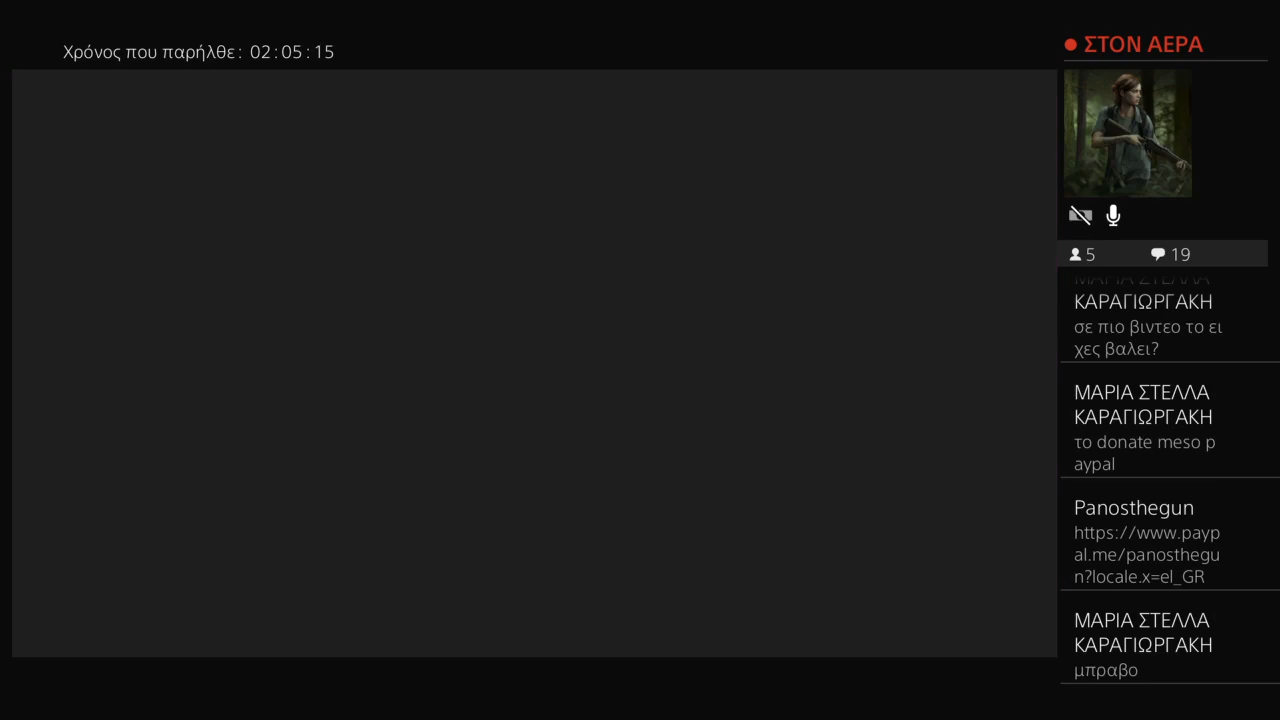 Χρόνος που παρήλθε: 02:05:15
ΣΤΟΝ ΑΕΡΑ
5 19
ΜΑΡΙΑ ΣΤΕΛΛΑ
ΚΑΡΑΓΙΩΡΓΑΚΗ
σε πιο βιντεο το ει
χες βαλει?
ΜΑΡΙΑ ΣΤΕΛΛΑ
ΚΑΡΑΓΙΩΡΓΑΚΗ
το donate meso p
aypal
Panosthegun
https://www.payp
al.me/panosthegu
n?locale.x=el_GR
ΜΑΡΙΑ ΣΤΕΛΛΑ
ΚΑΡΑΓΙΩΡΓΑΚΗ
μπραβο